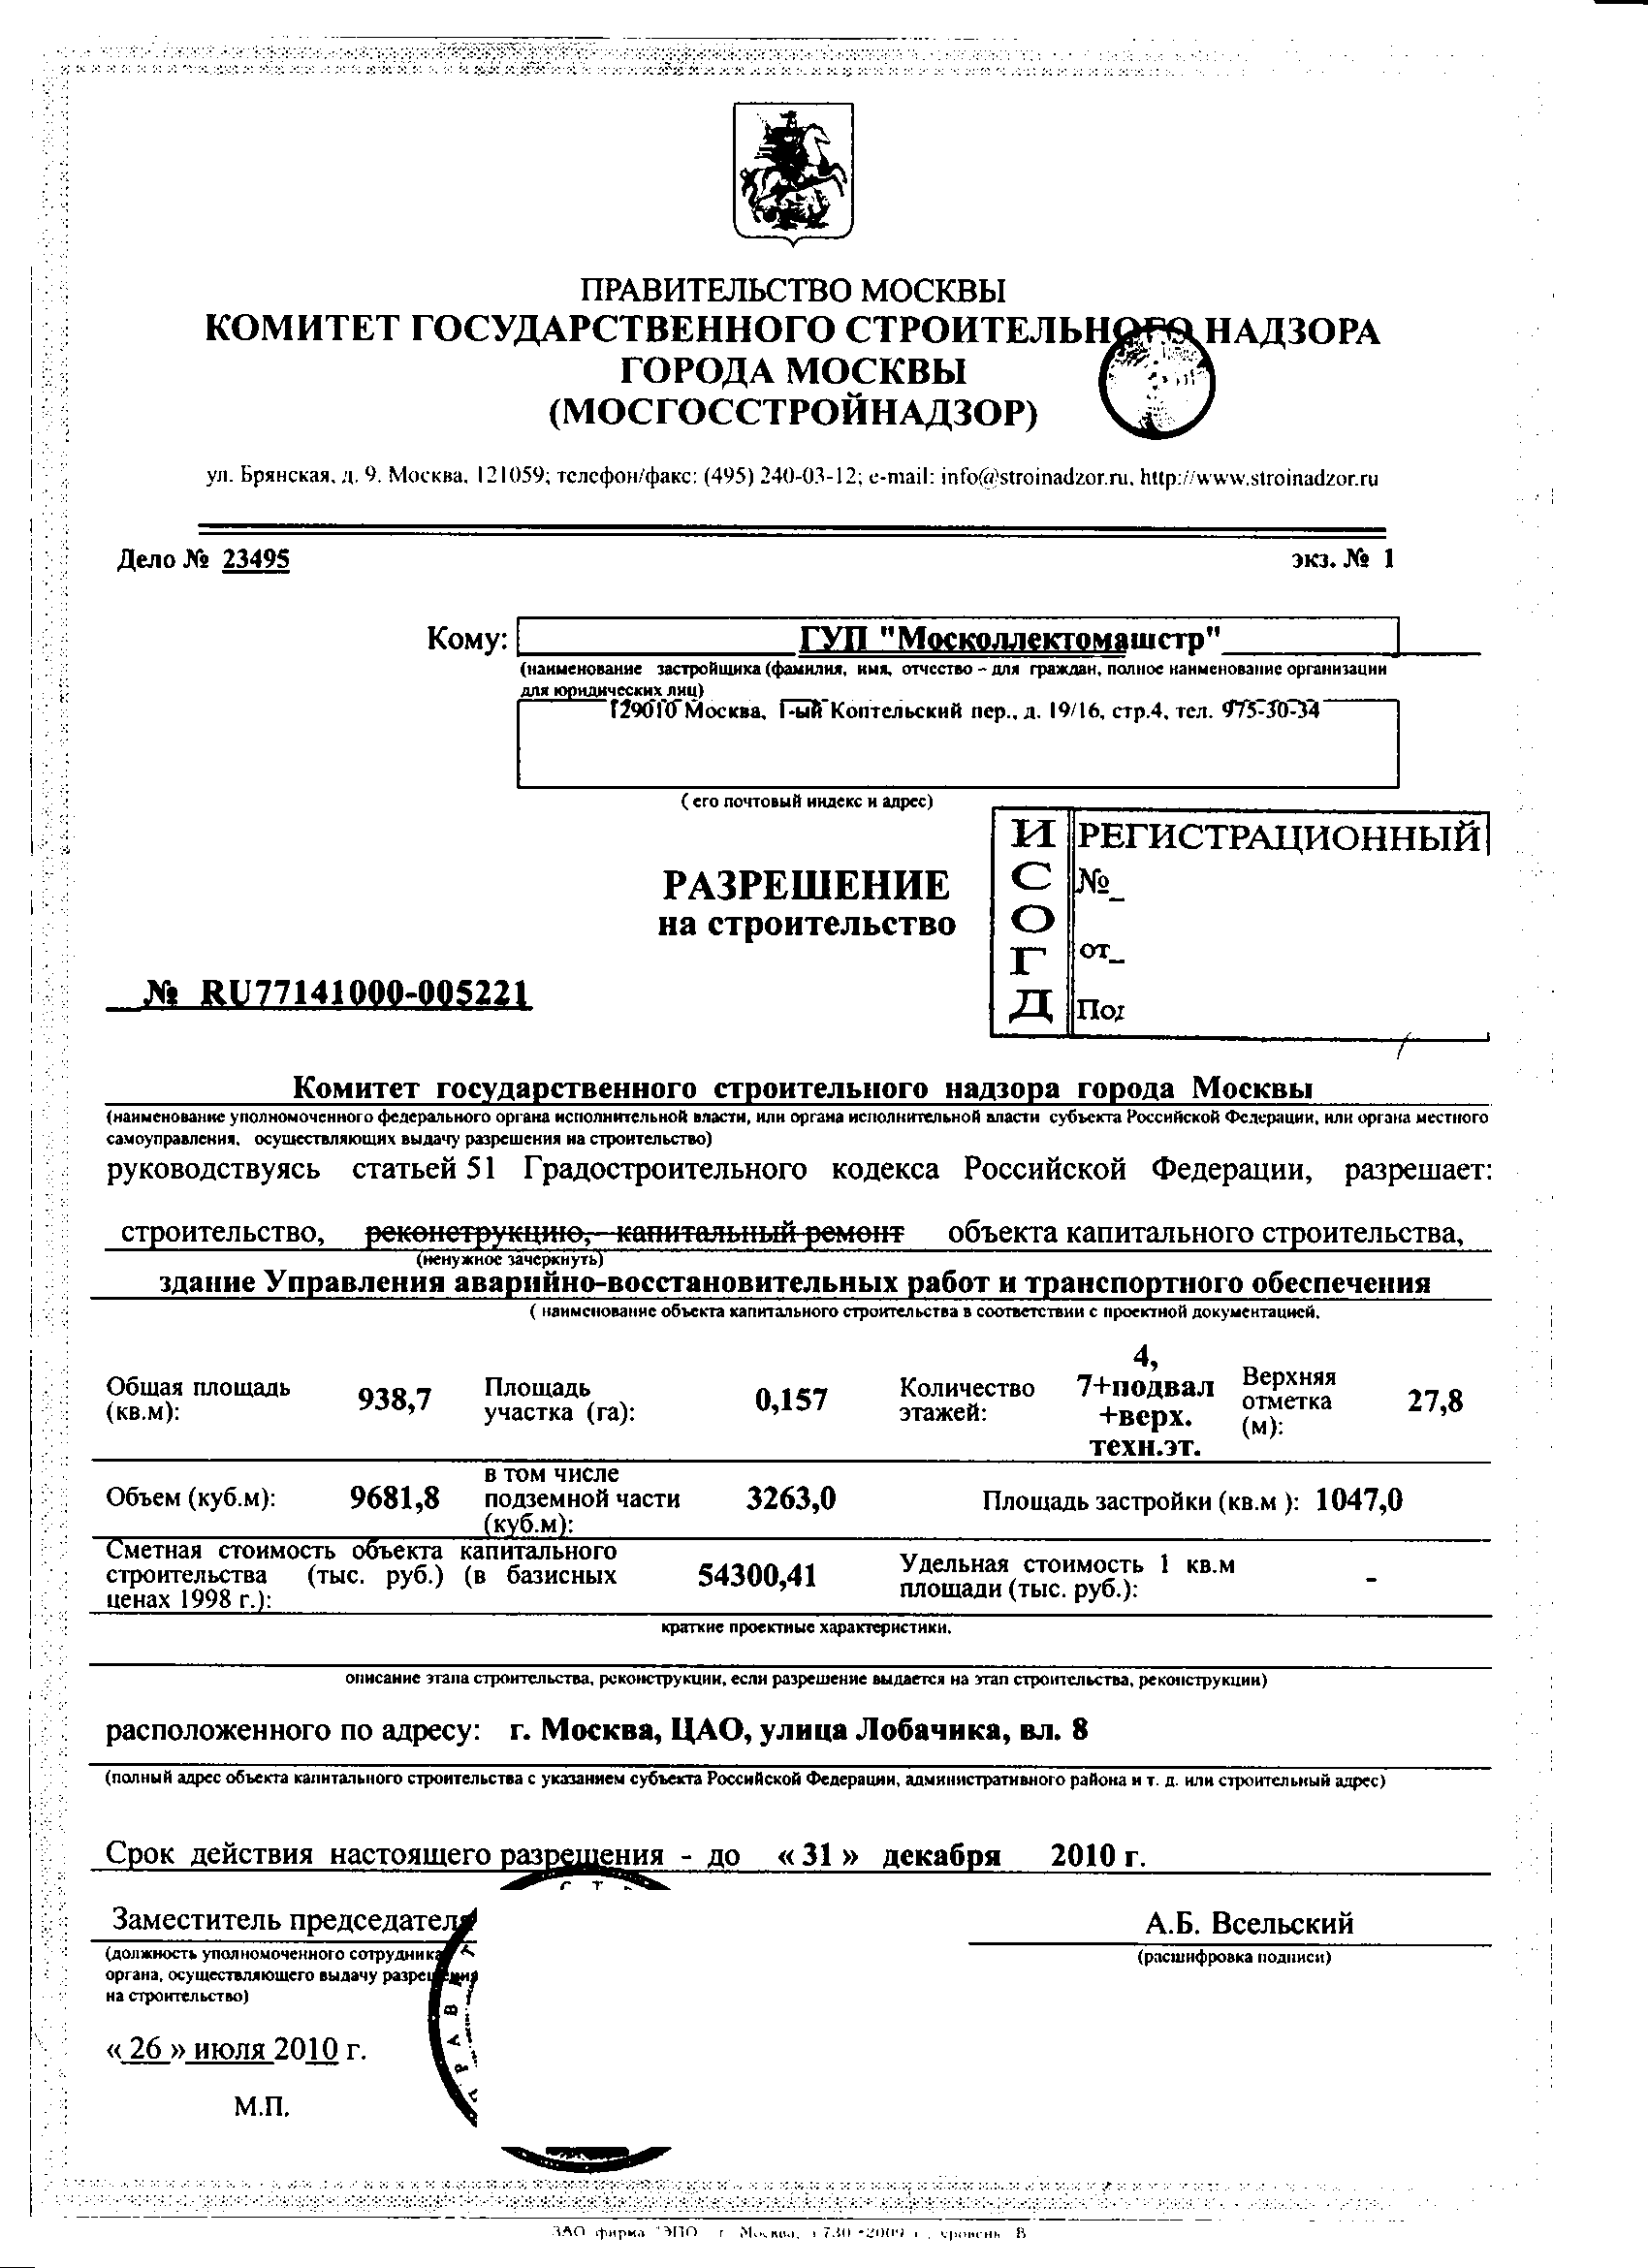 ПРАВИТЕЛЬСТВО МОСКВЫ
КОМИТЕТ ГОСУДАРСТВЕННОГО СТРОИТЕЛЬНОГО НАДЗОРА
ГОРОДА МОСКВЫ
(МОСГОССТРОЙНАДЗОР)
ул. Брянская, д. 9. Москва, 121059; телефон/факс: (495) 240-03-12; e-mail: info@stroinadzor.ru, http://www.stroinadzor.ru
Дело № 23495 экз. № 1
Кому: ГУП "Москоллектомашстр"
(наименование застройщика (фамилия, имя, отчество – для граждан, полное наименование организации
для юридических лиц)
129010 Москва, 1-ый Коптельский пер., д. 19/16, стр.4, тел. 975-30-34
( его почтовый индекс и адрес)
ИСОГД
РЕГИСТРАЦИОННЫЙ
№
от
РАЗРЕШЕНИЕ
на строительство
№ RU77141000-005221
Комитет государственного строительного надзора города Москвы
(наименование уполномоченного федерального органа исполнительной власти, или органа исполнительной власти субъекта Российской Федерации, или органа местного
самоуправления, осуществляющих выдачу разрешения на строительство)
руководствуясь статьей 51 Градостроительного кодекса Российской Федерации, разрешает:
строительство, реконструкцию, капитальный ремонт объекта капитального строительства,
(ненужное зачеркнуть)
здание Управления аварийно-восстановительных работ и транспортного обеспечения
( наименование объекта капитального строительства в соответствии с проектной документацией,
Общая площадь (кв.м): 938,7 Площадь участка (га): 0,157 Количество этажей: 4, 7+подвал +верх. техн.эт. Верхняя отметка (м): 27,8
Объем (куб.м): 9681,8 в том числе подземной части (куб.м): 3263,0 Площадь застройки (кв.м ): 1047,0
Сметная стоимость объекта капитального строительства (тыс. руб.) (в базисных ценах 1998 г.): 54300,41 Удельная стоимость 1 кв.м площади (тыс. руб.): -
краткие проектные характеристики,
описание этапа строительства, реконструкции, если разрешение выдается на этап строительства, реконструкции)
расположенного по адресу: г. Москва, ЦАО, улица Лобачика, вл. 8
(полный адрес объекта капитального строительства с указанием субъекта Российской Федерации, административного района и т. д. или строительный адрес)
Срок действия настоящего разрешения - до « 31 » декабря 2010 г.
Заместитель председателя А.Б. Всельский
(должность уполномоченного сотрудника (расшифровка подписи)
органа, осуществляющего выдачу разрешения
на строительство)
« 26 » июля 2010 г.
М.П.